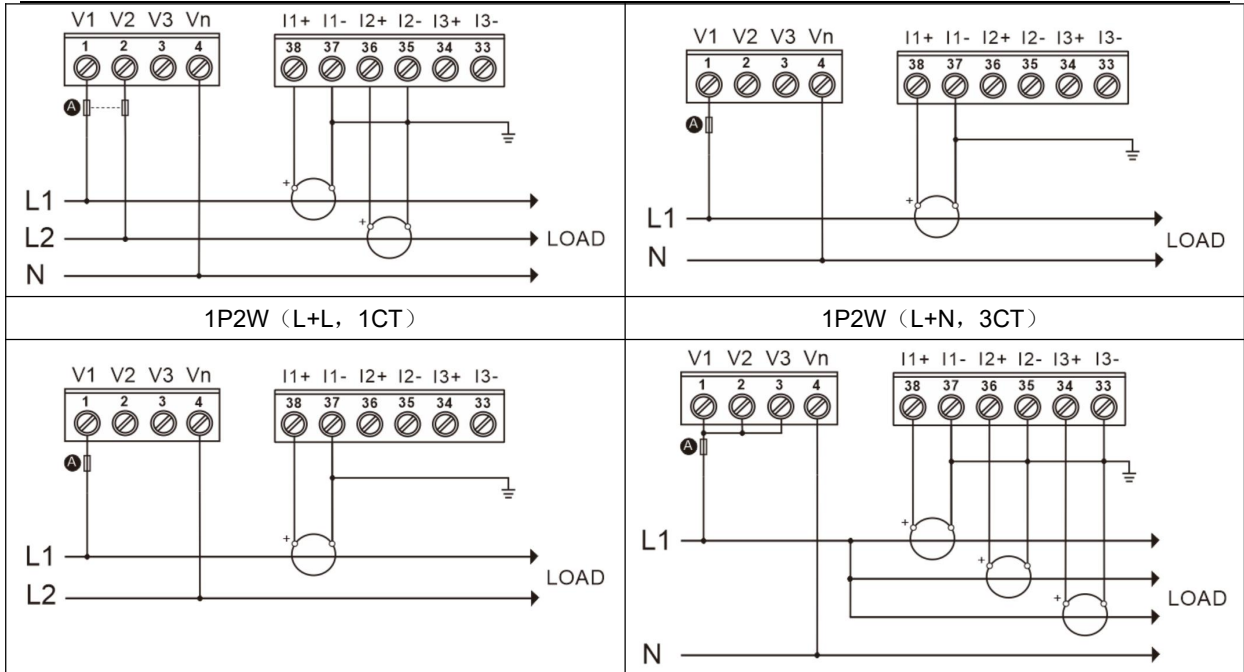 V1 V2 V3 Vn I1+ I1- I2+ I2- I3+ I3-
1 2 3 4 38 37 36 35 34 33
A
L1
L2 LOAD
N
V1 V2 V3 Vn I1+ I1- I2+ I2- I3+ I3-
1 2 3 4 38 37 36 35 34 33
A
L1
LOAD
N
1P2W（L+L，1CT） 1P2W（L+N，3CT）
V1 V2 V3 Vn I1+ I1- I2+ I2- I3+ I3-
1 2 3 4 38 37 36 35 34 33
A
L1
LOAD
L2
V1 V2 V3 Vn I1+ I1- I2+ I2- I3+ I3-
1 2 3 4 38 37 36 35 34 33
A
L1
LOAD
N